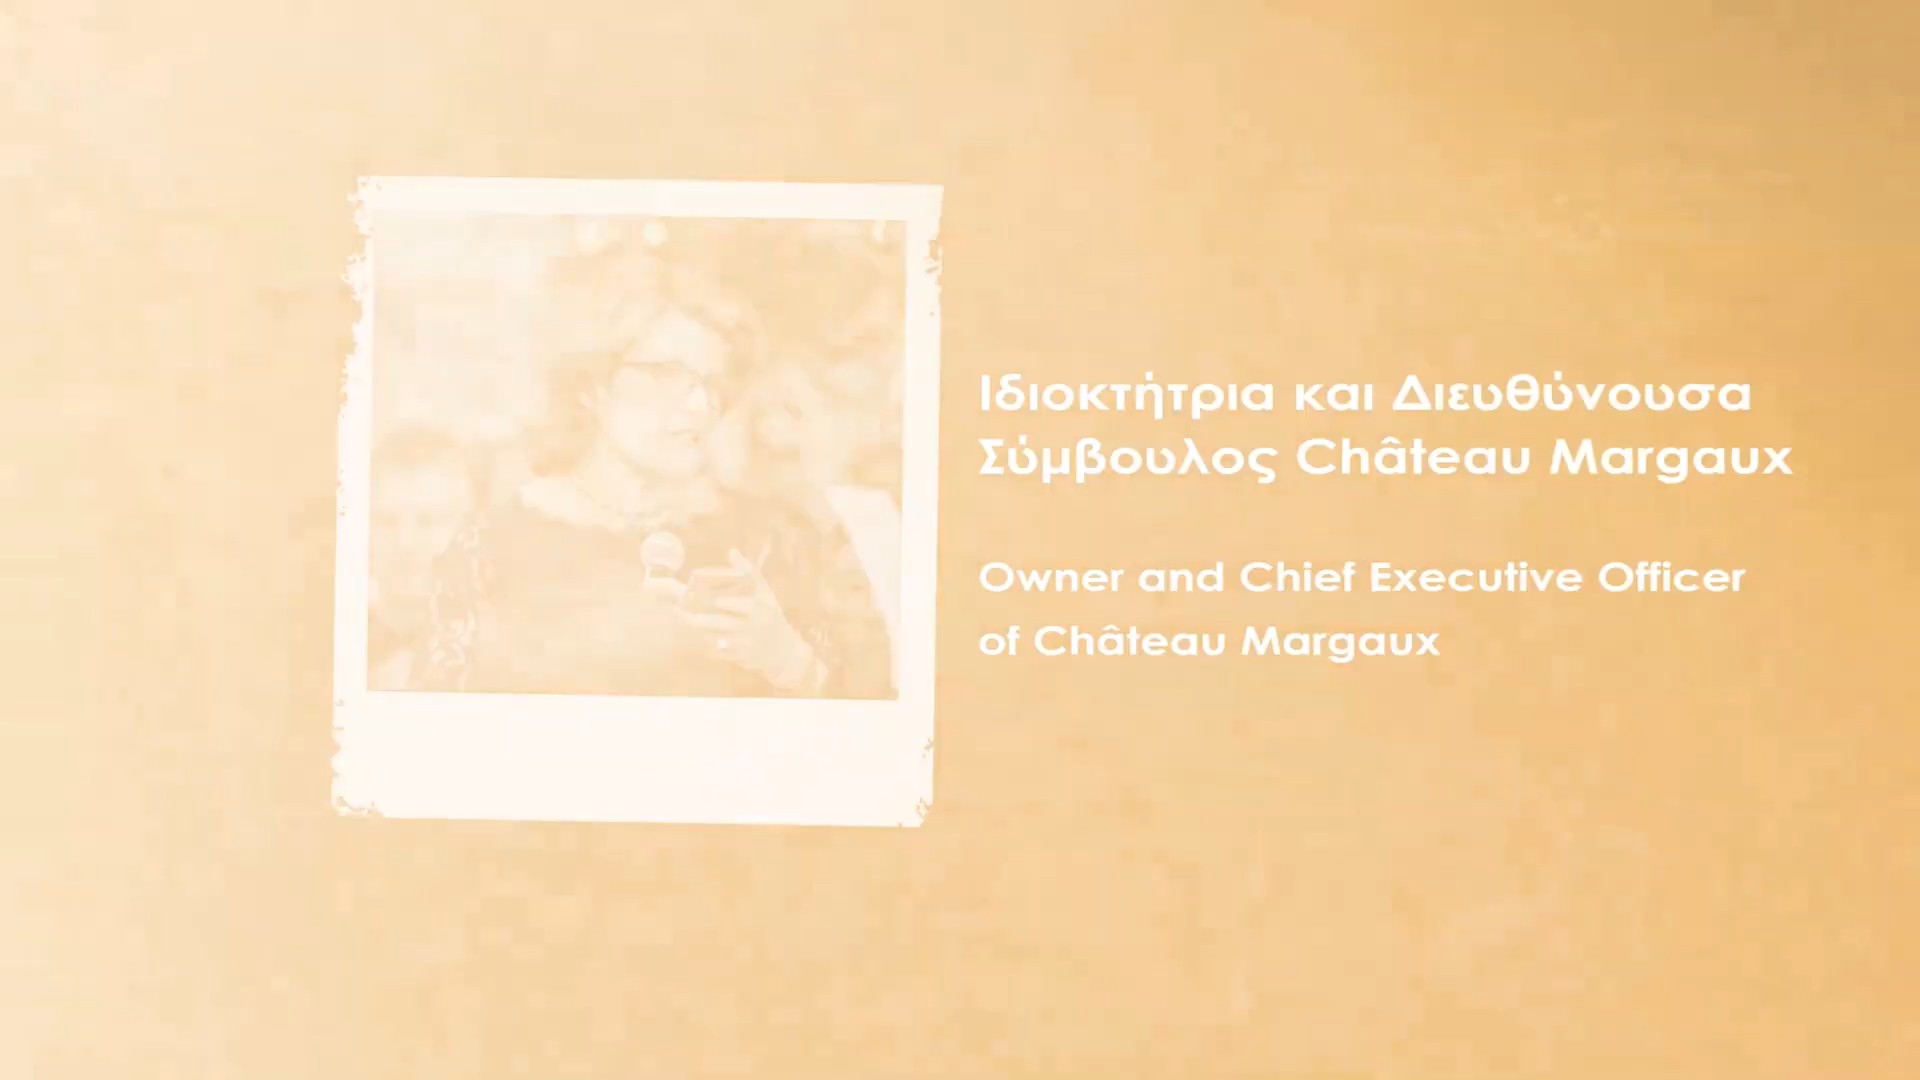 Ιδιοκτήτρια και Διευθύνουσα
Σύμβουλος Château Margaux
Owner and Chief Executive Officer
of Château Margaux